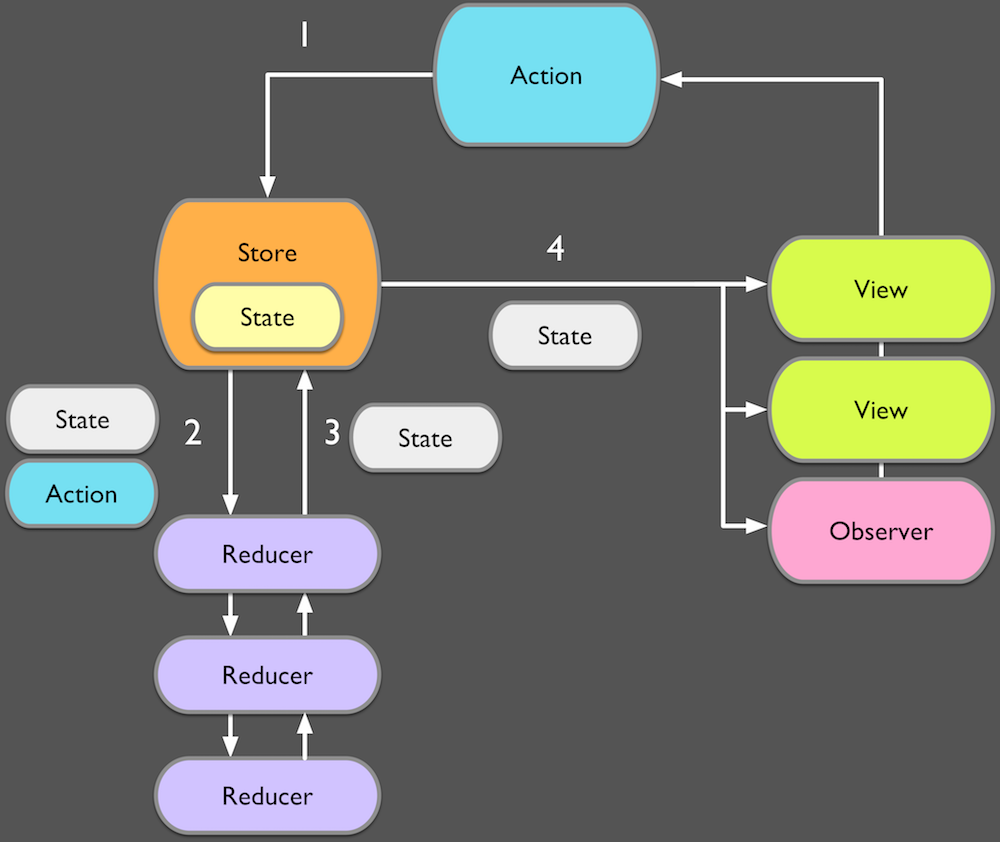 1
Action
Store
4
View
State
State
State
View
2
3
State
Action
Observer
Reducer
Reducer
Reducer